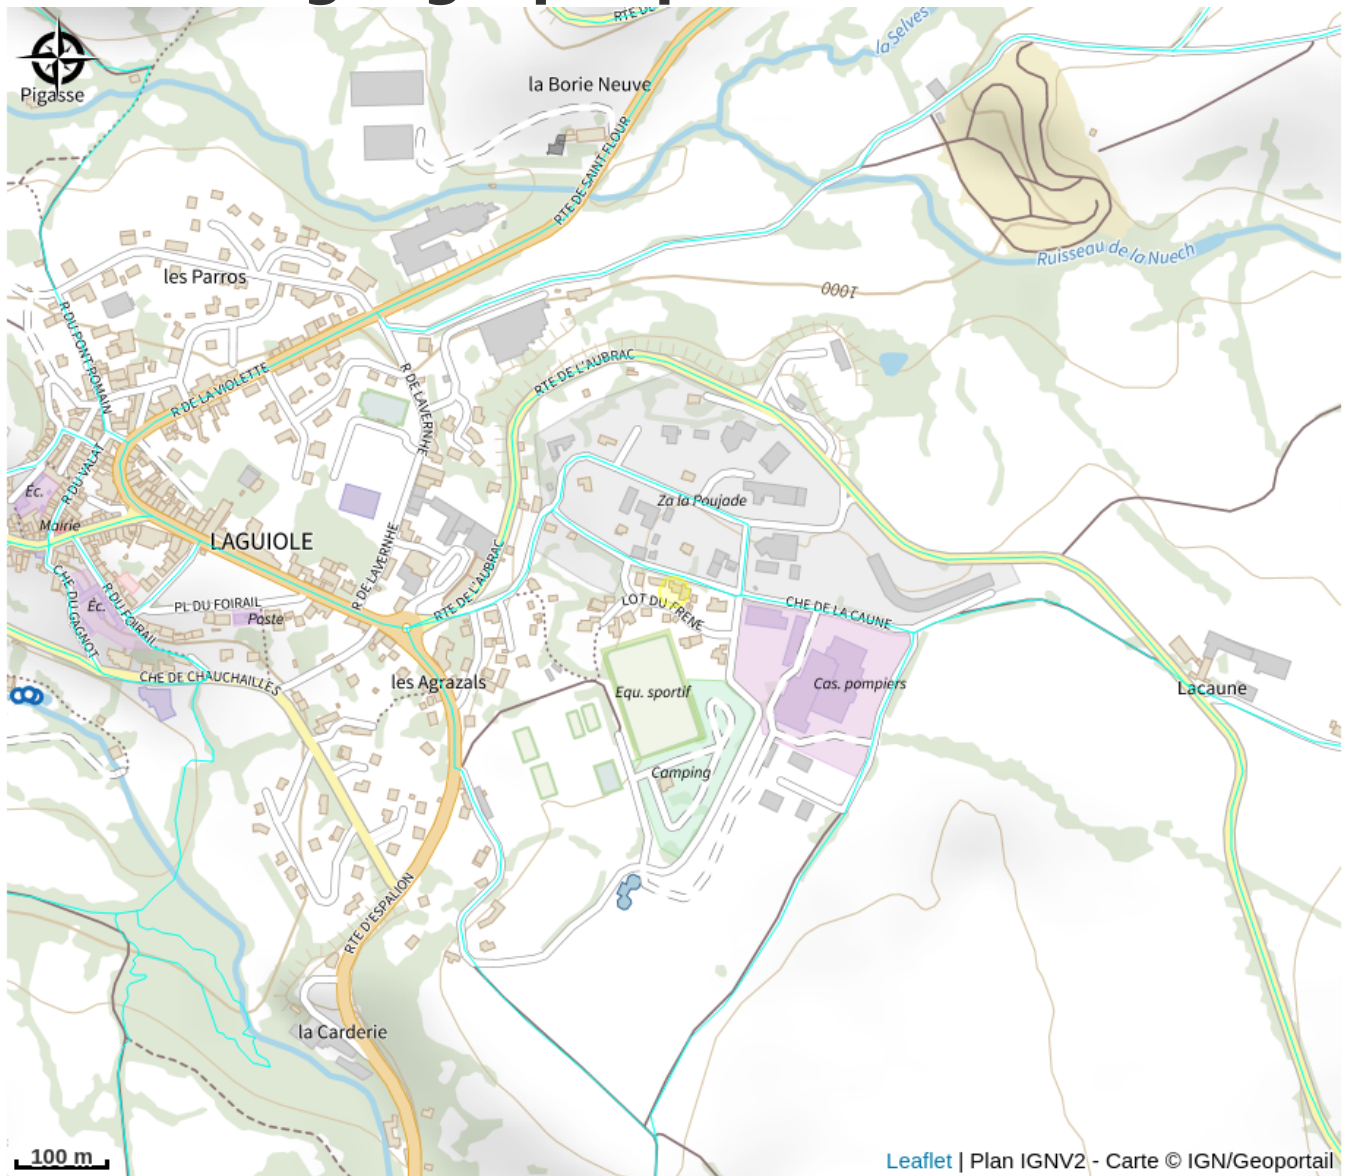 RTE DE
la Selves
la Borie Neuve
Pigasse
RTE DE SAINT-FLOUR
Ruisseau de la Nuech
les Parros
1000
R DU PONT ROMAIN
R DE LA VIOLETTE
RTE DE L'AUBRAC
R DE LAVERNHE
R DU VALAT
Éc.
Za la Poujade
Mairie
LAGUIOLE
R DE LAVERNHE
RTE DE L'AUBRAC
CHE DU GAGNOT
Éc.
R DU FOIRAIL
PL DU FOIRAIL
Poste
LOT DU FRENE
CHE DE LA CAUNE
CHE DE CHAUCHAILLES
les Agrazals
Equ. sportif
Cas. pompiers
Lacaune
Camping
RTE D'ESPALION
la Carderie
100 m
Leaflet | Plan IGNV2 - Carte © IGN/Geoportail